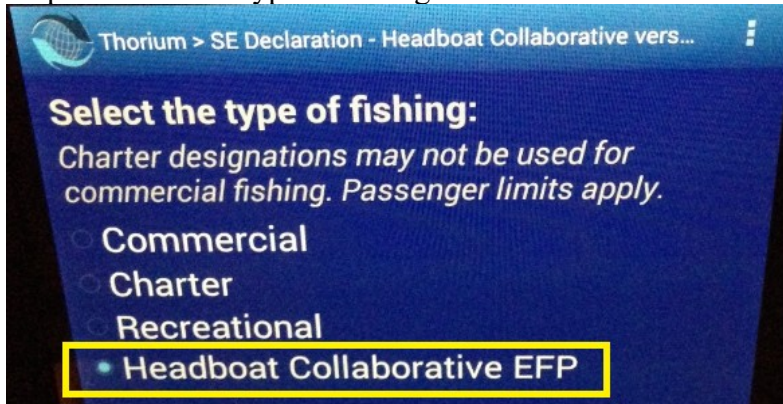 Thorium > SE Declaration - Headboat Collaborative vers...
Select the type of fishing:
Charter designations may not be used for
commercial fishing. Passenger limits apply.
Commercial
Charter
Recreational
Headboat Collaborative EFP